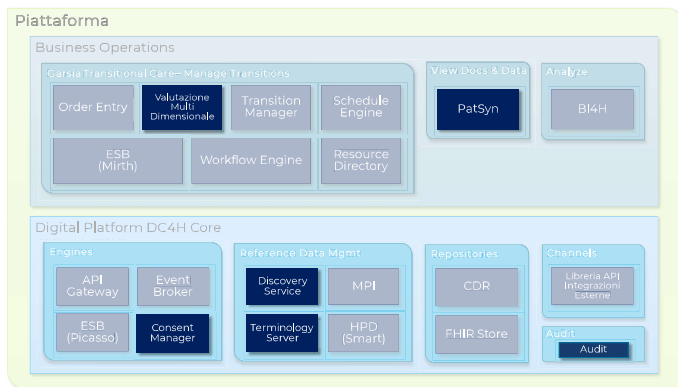 Piattaforma
Business Operations
Garsia Transitional Care– Manage Transitions
Order Entry
Valutazione
Multi
Dimensionale
Transition
Manager
Schedule
Engine
ESB
(Mirth)
Workflow Engine
Resource
Directory
View Docs & Data
PatSyn
Analyze
BI4H
Digital Platform DC4H Core
Engines
API
Gateway
Event
Broker
ESB
(Picasso)
Consent
Manager
Reference Data Mgmt
Discovery
Service
MPI
Terminology
Server
HPD
(Smart)
Repositories
CDR
FHIR Store
Channels
Libreria API
Integrazioni
Esterne
Audit
Audit